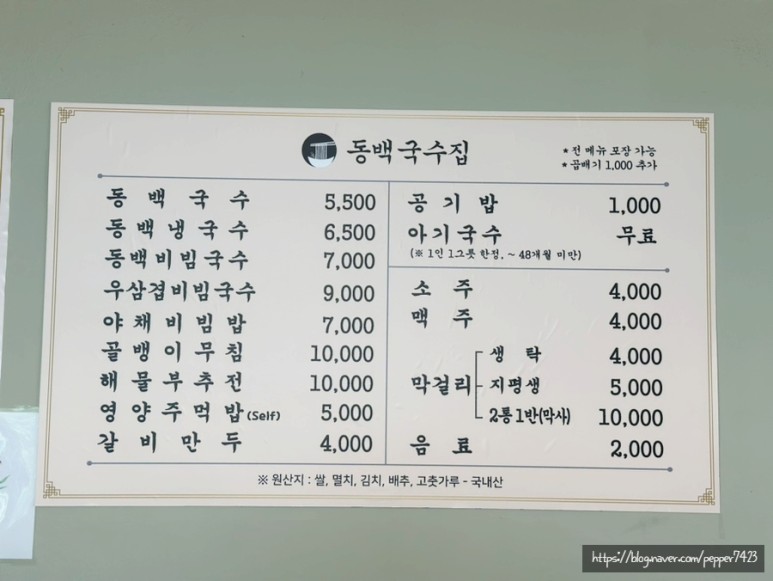 동백국수집
* 전 메뉴 포장 가능
* 곱빼기 1,000 추가
동백국수 5,500
동백냉국수 6,500
동백비빔국수 7,000
우삼겹비빔국수 9,000
야채비빔밥 7,000
골뱅이무침 10,000
해물부추전 10,000
영양주먹밥(Self) 5,000
갈비만두 4,000
공기밥 1,000
아기국수 무료
(※ 1인 1그릇 한정, ~ 48개월 미만)
소주 4,000
맥주 4,000
막걸리
생탁 4,000
지평생 5,000
2통1반(막사) 10,000
음료 2,000
※ 원산지 : 쌀, 멸치, 김치, 배추, 고춧가루 - 국내산
https://blog.naver.com/pepper7423